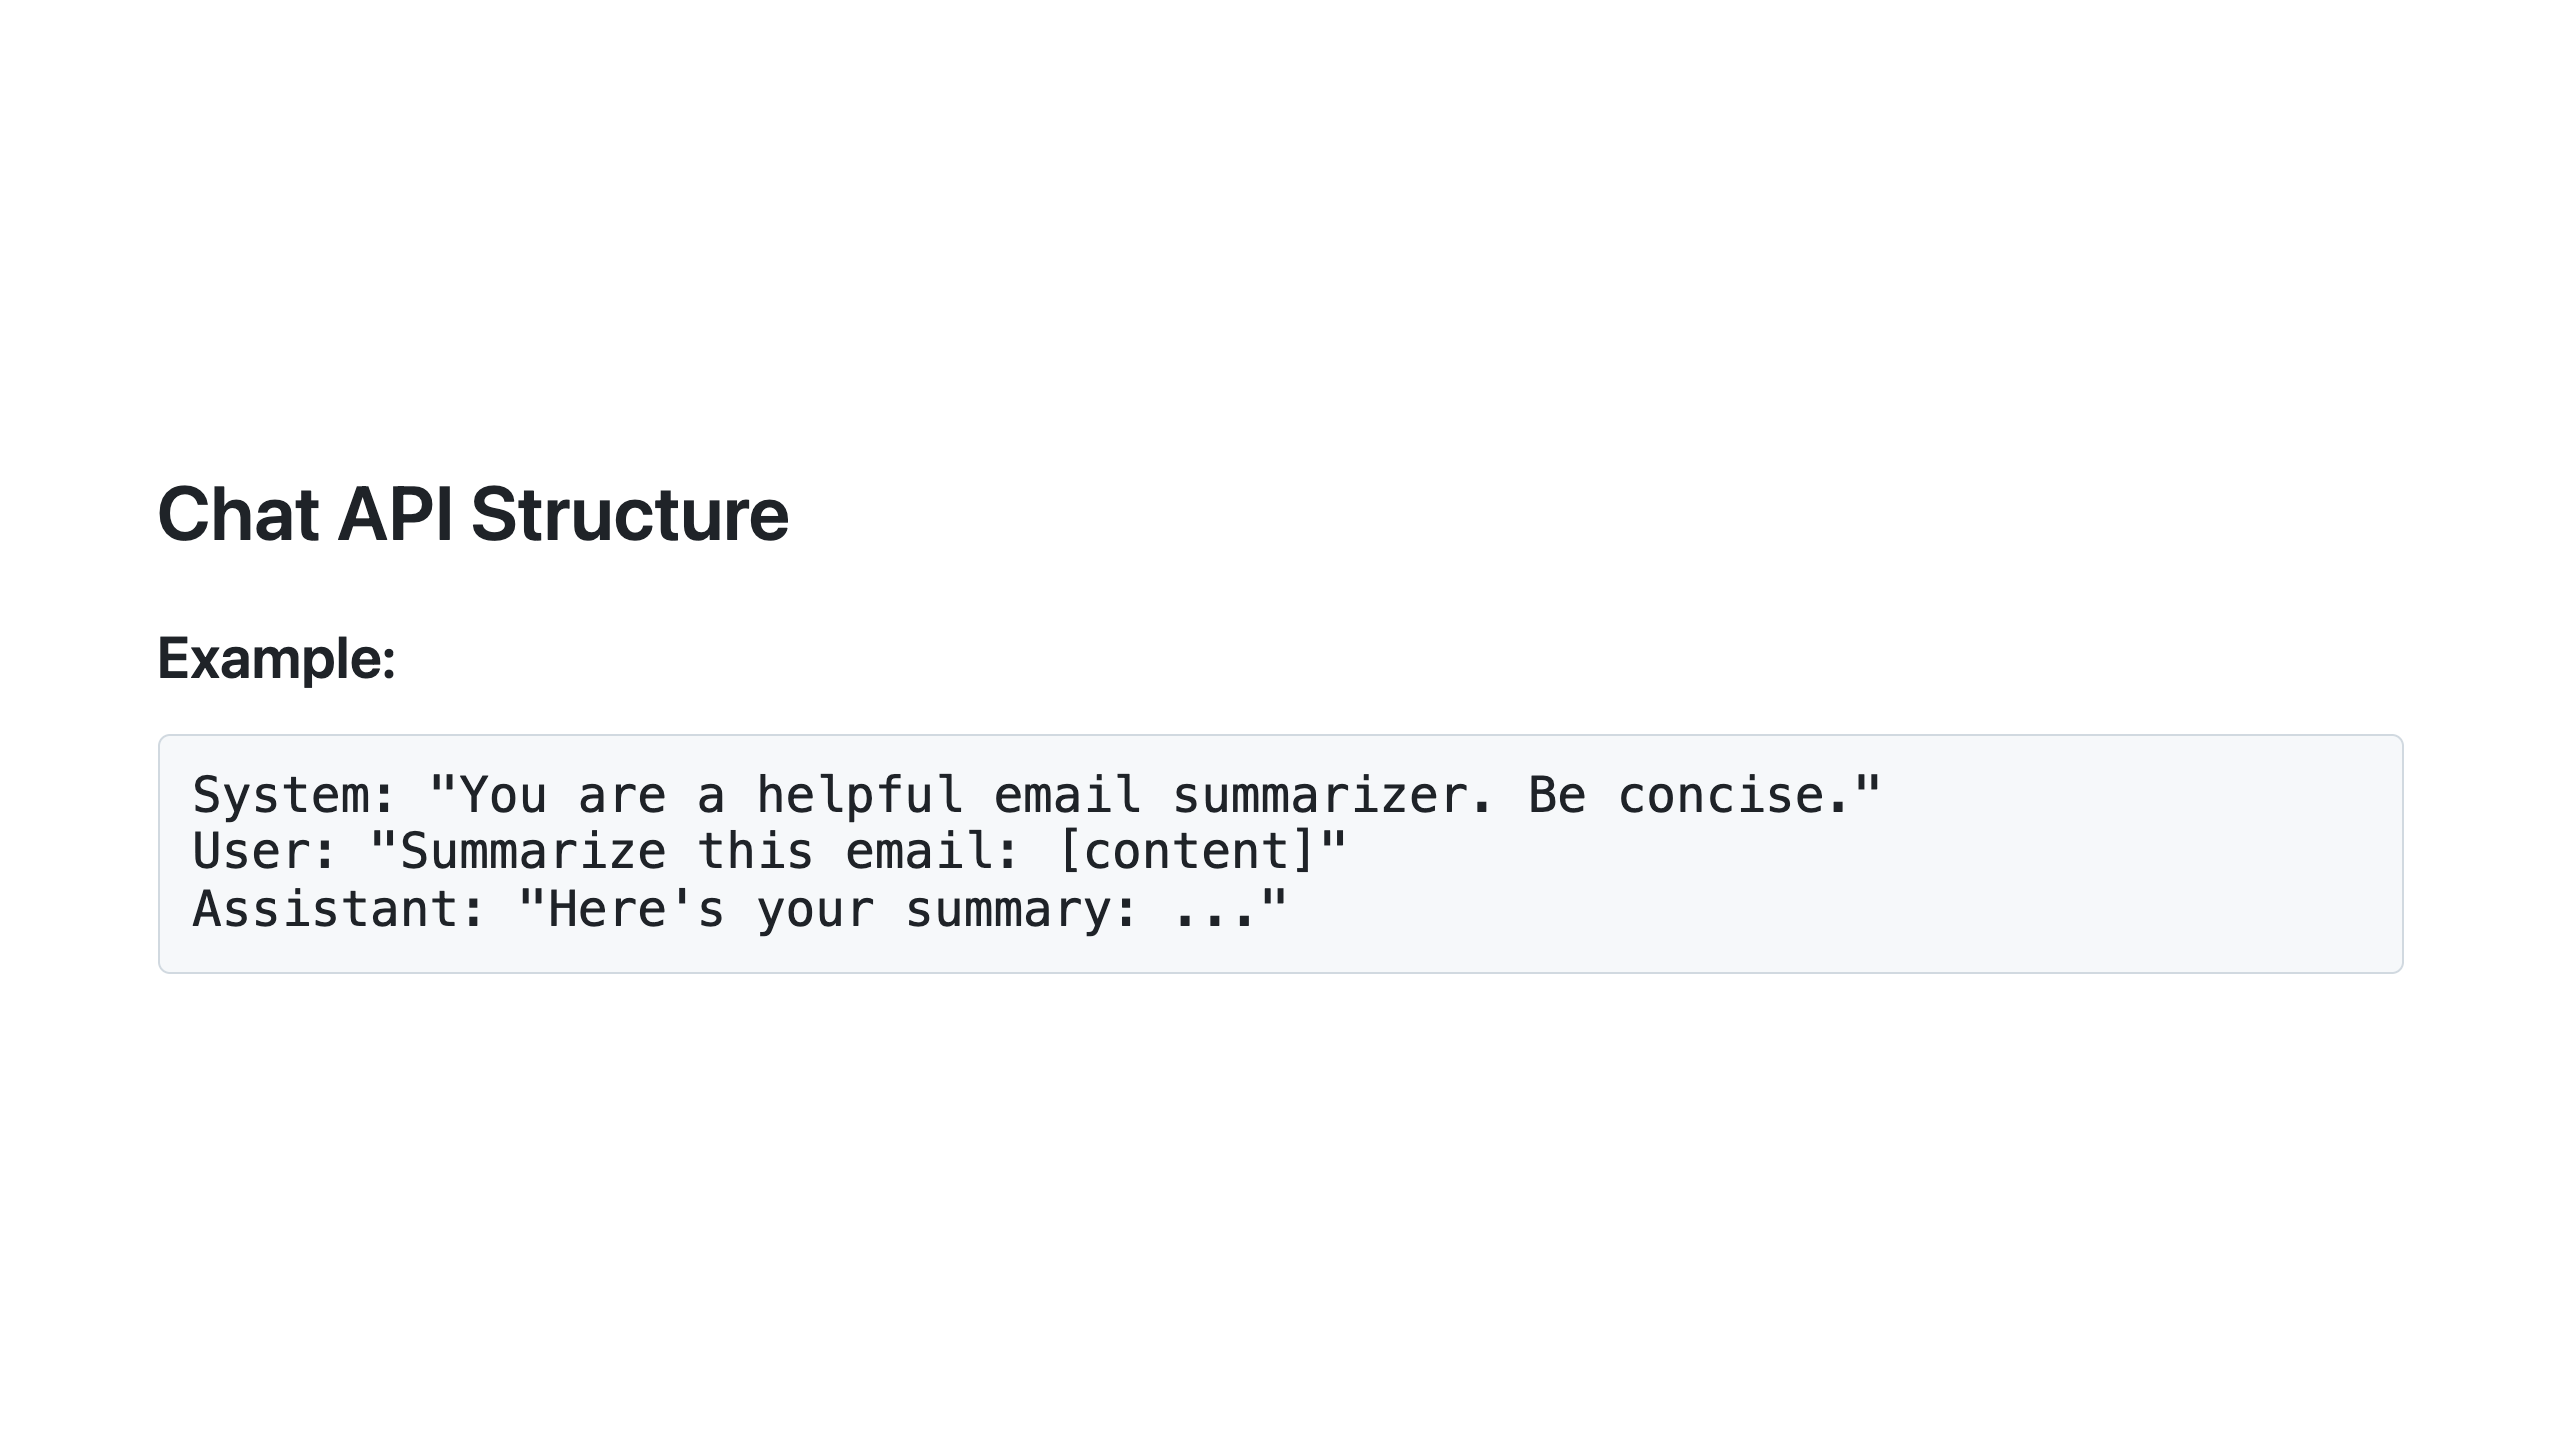 Chat API Structure
Example:
System: "You are a helpful email summarizer. Be concise."
User: "Summarize this email: [content]"
Assistant: "Here's your summary: ..."